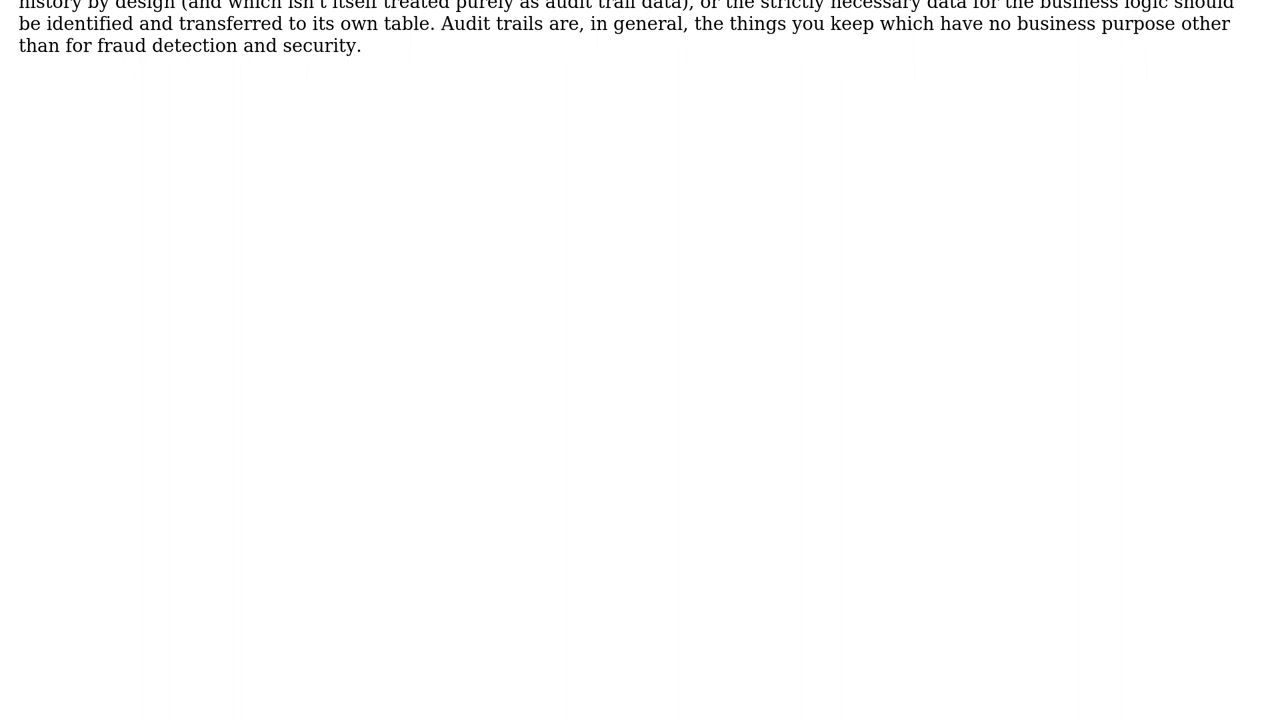 history by design (and which isn't itself treated purely as audit trail data), or the strictly necessary data for the business logic should
be identified and transferred to its own table. Audit trails are, in general, the things you keep which have no business purpose other
than for fraud detection and security.